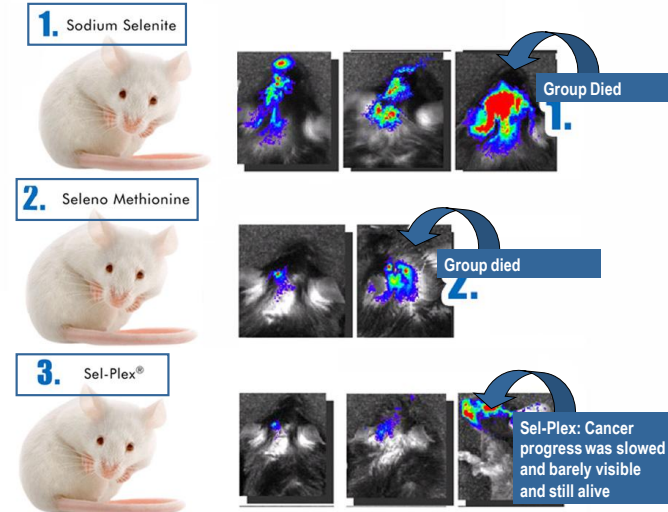 1. Sodium Selenite
Group Died
1.
2. Seleno Methionine
Group died
2.
3. Sel-Plex®
Sel-Plex: Cancer
progress was slowed
and barely visible
and still alive